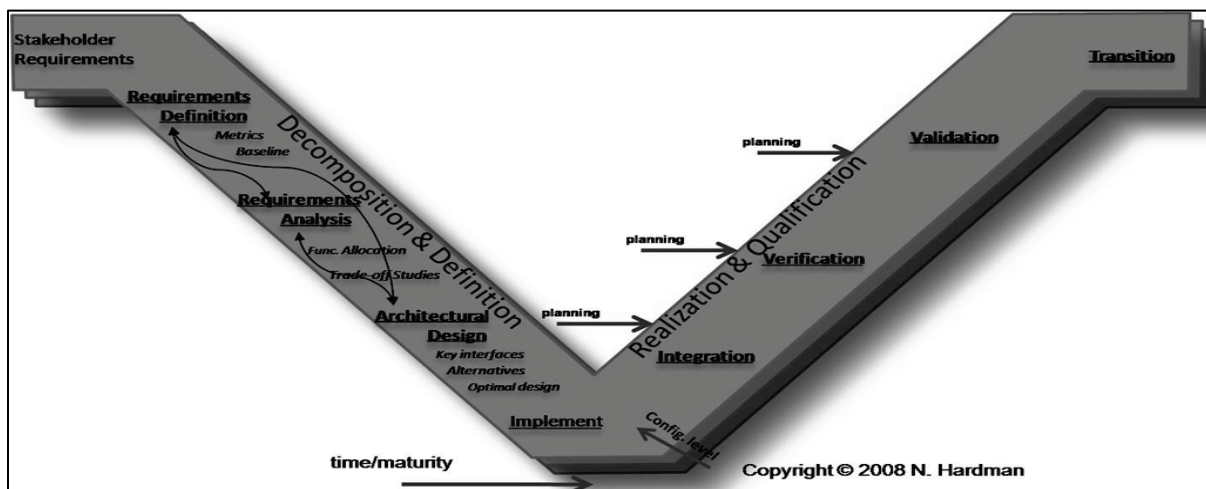 Stakeholder
Requirements
Requirements
Definition
Metrics
Baseline
Requirements
Analysis
Func. Allocation
Trade-off Studies
Architectural
Design
Key interfaces
Alternatives
Optimal design
Decomposition & Definition
Implement
Config. level
Integration
Verification
Validation
Transition
Realization & Qualification
planning
planning
planning
time/maturity
Copyright © 2008 N. Hardman